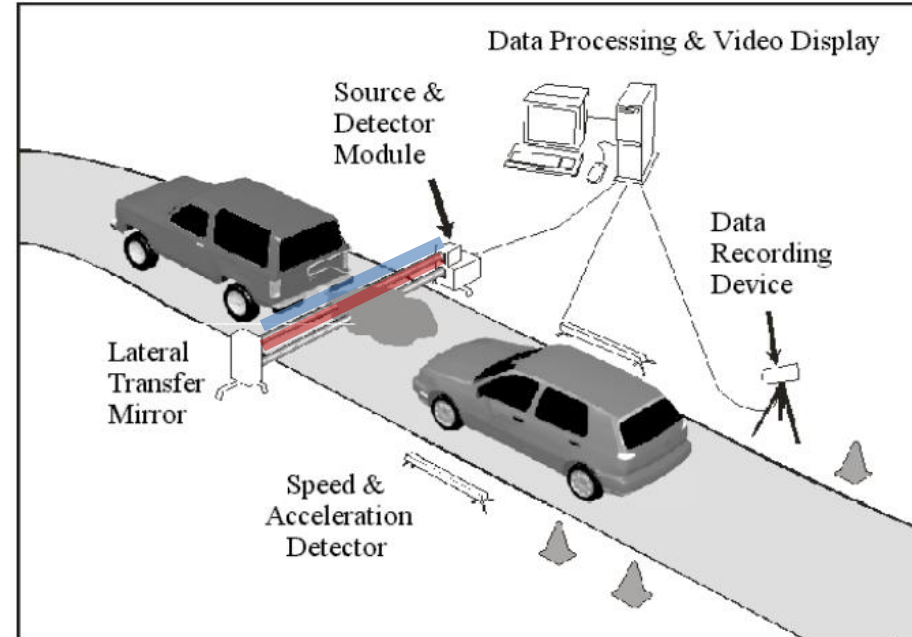 Data Processing & Video Display
Source &
Detector
Module
Data
Recording
Device
Lateral
Transfer
Mirror
Speed &
Acceleration
Detector